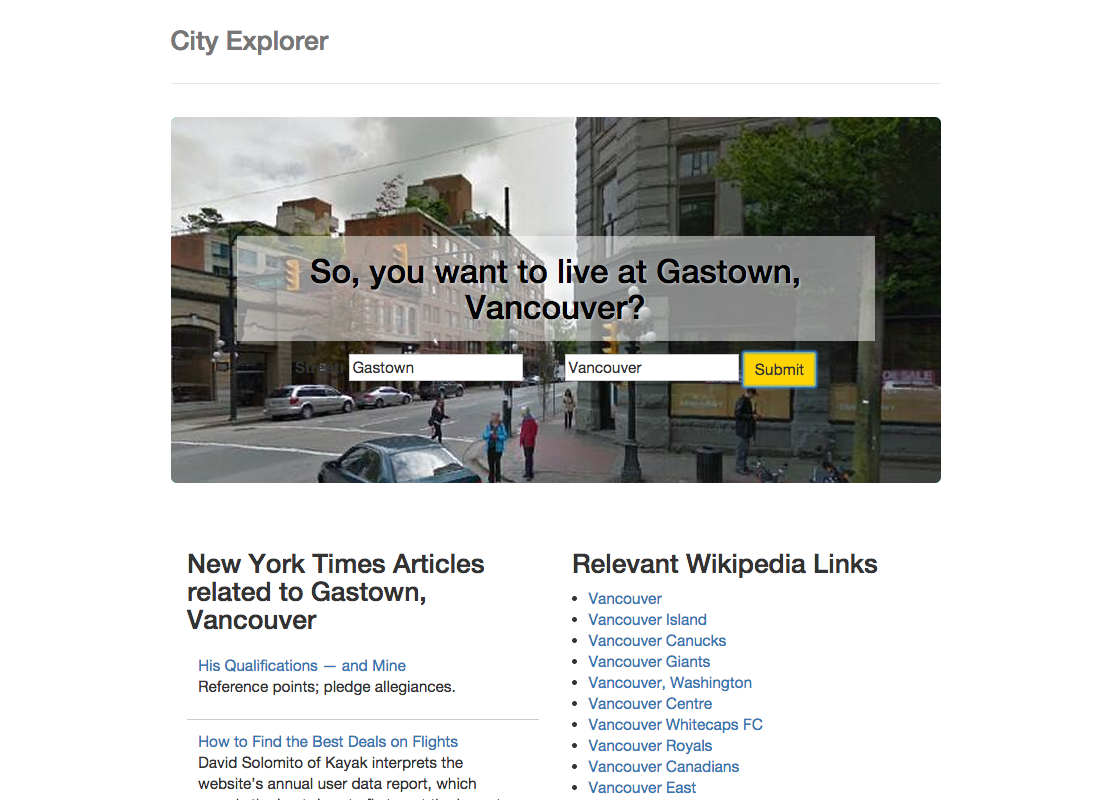 City Explorer
So, you want to live at Gastown,
Vancouver?
Gastown
Vancouver
Submit
New York Times Articles
related to Gastown,
Vancouver
His Qualifications — and Mine
Reference points; pledge allegiances.
How to Find the Best Deals on Flights
David Solomito of Kayak interprets the
website's annual user data report, which
Relevant Wikipedia Links
Vancouver
Vancouver Island
Vancouver Canucks
Vancouver Giants
Vancouver, Washington
Vancouver Centre
Vancouver Whitecaps FC
Vancouver Royals
Vancouver Canadians
Vancouver East